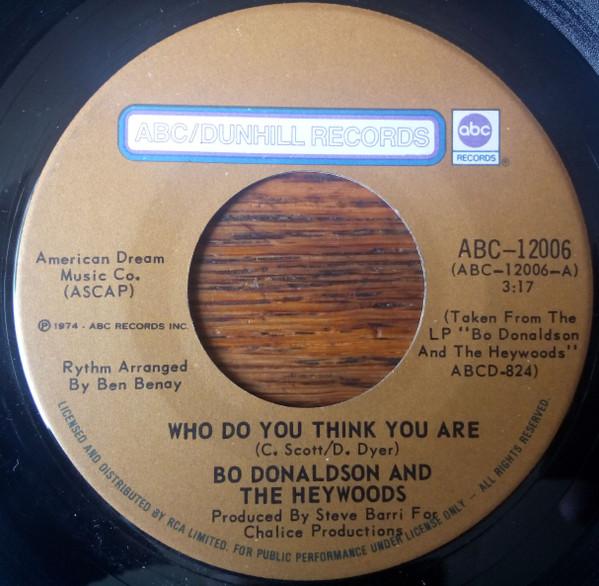 ABC/DUNHILL RECORDS
abc
RECORDS
®
American Dream
Music Co.
(ASCAP)
℗ 1974 - ABC RECORDS INC.
Rythm Arranged
By Ben Benay
ABC-12006
(ABC-12006-A)
3:17
(Taken From The
LP "Bo Donaldson
And The Heywoods"
ABCD-824)
WHO DO YOU THINK YOU ARE
(C. Scott/D. Dyer)
BO DONALDSON AND
THE HEYWOODS
Produced By Steve Barri For
Chalice Productions
LICENSED AND DISTRIBUTED BY RCA LIMITED. FOR PUBLIC PERFORMANCE UNDER LICENSE ONLY - ALL RIGHTS RESERVED.